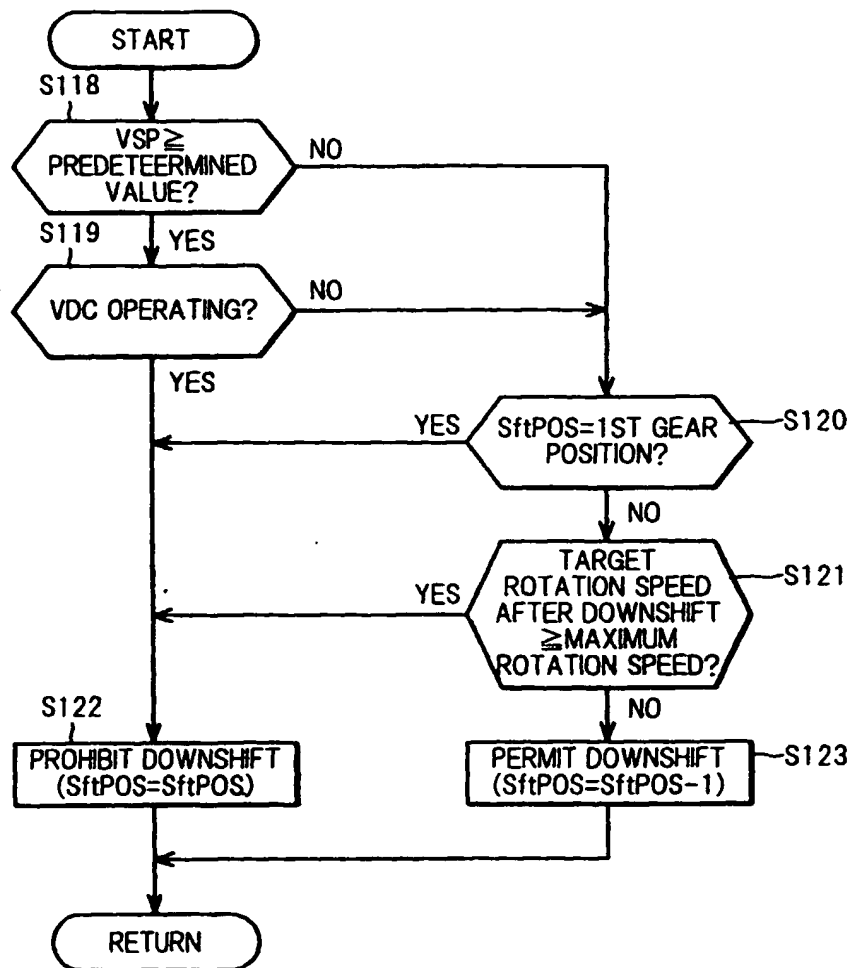 START
S118
VSP≧
PREDETEERMINED
VALUE?
NO
YES
S119
VDC OPERATING?
NO
YES
SftPOS=1ST GEAR
POSITION?
S120
YES
NO
TARGET
ROTATION SPEED
AFTER DOWNSHIFT
≧MAXIMUM
ROTATION SPEED?
S121
YES
NO
S122
PROHIBIT DOWNSHIFT
(SftPOS=SftPOS)
PERMIT DOWNSHIFT
(SftPOS=SftPOS-1)
S123
RETURN